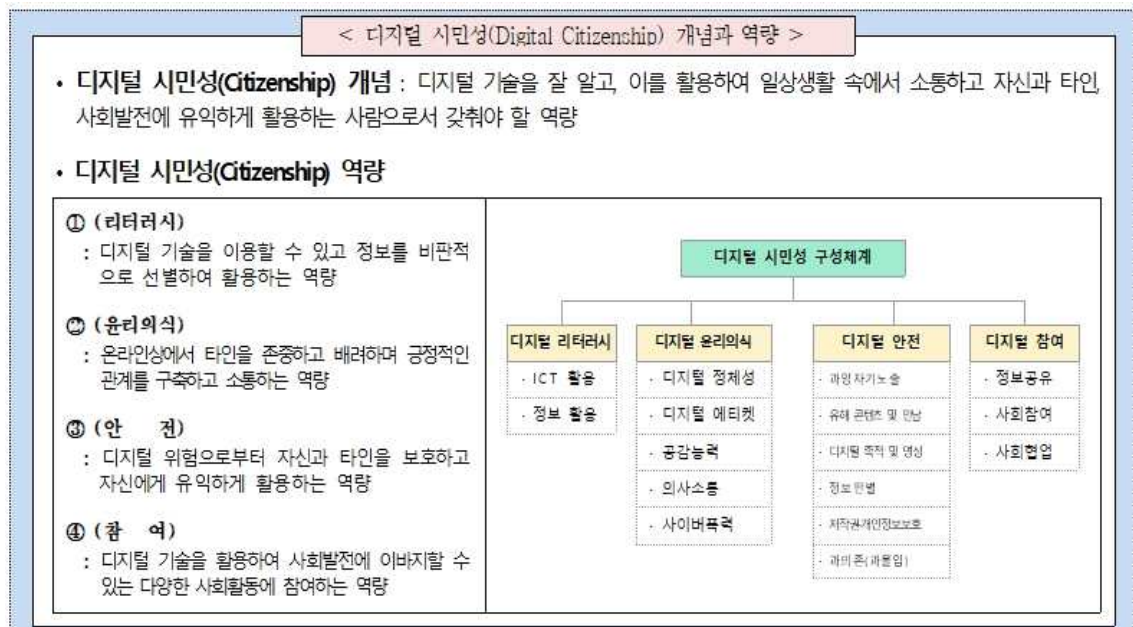 < 디지털 시민성(Digital Citizenship) 개념과 역량 >
• 디지털 시민성(Citizenship) 개념 : 디지털 기술을 잘 알고, 이를 활용하여 일상생활 속에서 소통하고 자신과 타인,
사회발전에 유익하게 활용하는 사람으로서 갖춰야 할 역량
• 디지털 시민성(Citizenship) 역량
① (리터러시)
: 디지털 기술을 이용할 수 있고 정보를 비판적
으로 선별하여 활용하는 역량
② (윤리의식)
: 온라인상에서 타인을 존중하고 배려하며 긍정적인
관계를 구축하고 소통하는 역량
③ (안 전)
: 디지털 위험으로부터 자신과 타인을 보호하고
자신에게 유익하게 활용하는 역량
④ (참 여)
: 디지털 기술을 활용하여 사회발전에 이바지할 수
있는 다양한 사회활동에 참여하는 역량
디지털 시민성 구성체계
디지털 리터러시
· ICT 활용
· 정보 활용
디지털 윤리의식
· 디지털 정체성
· 디지털 에티켓
· 공감능력
· 의사소통
· 사이버폭력
디지털 안전
· 과잉 자기노출
· 유해 콘텐츠 및 만남
· 디지털 족적 및 명성
· 정보 판별
· 저작권·개인정보보호
· 과의존(과몰입)
디지털 참여
· 정보공유
· 사회참여
· 사회협업